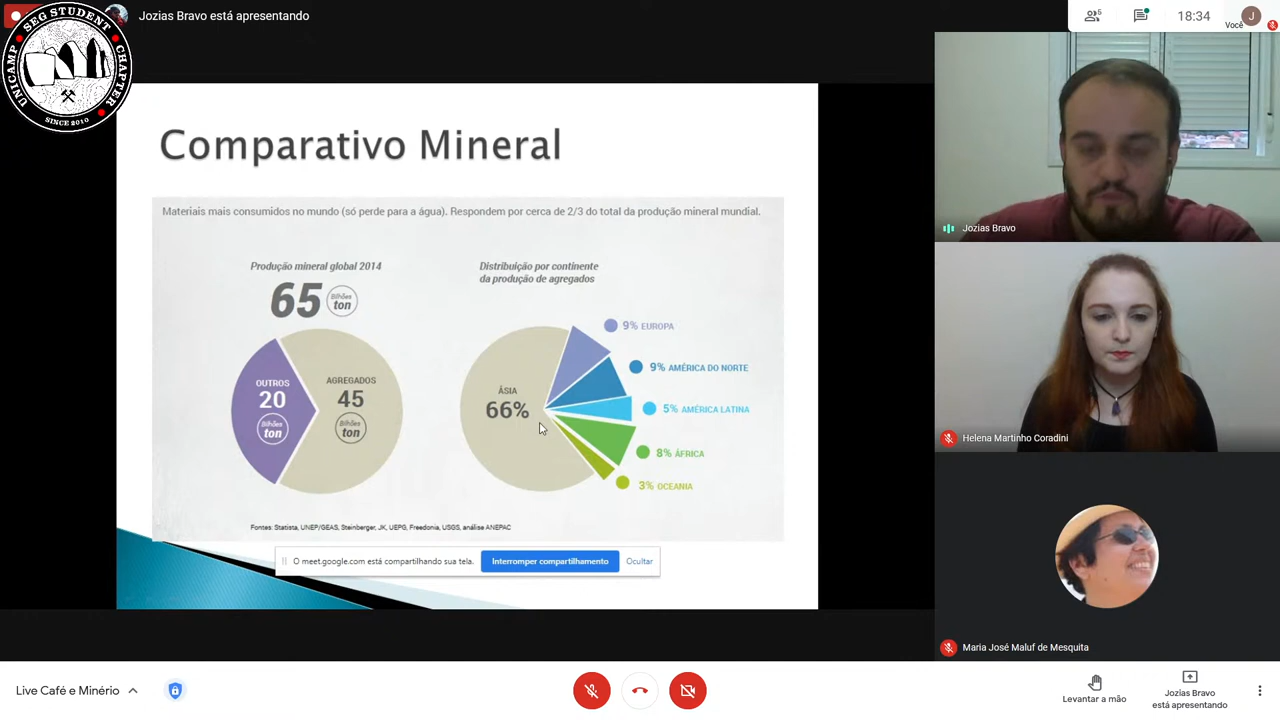 Jozias Bravo está apresentando
5
18:34
J
Você
UNICAMP SEG STUDENT CHAPTER
SINCE 2010
Comparativo Mineral
Materiais mais consumidos no mundo (só perde para a água). Respondem por cerca de 2/3 do total da produção mineral mundial.
Produção mineral global 2014
65 Bilhões ton
Distribuição por continente
da produção de agregados
OUTROS
20
Bilhões
ton
AGREGADOS
45
Bilhões
ton
ÁSIA
66%
9% EUROPA
9% AMÉRICA DO NORTE
5% AMÉRICA LATINA
8% ÁFRICA
3% OCEANIA
Fontes: Statista, UNEP/GEAS, Steinberger, JK, UEPG, Freedonia, USGS, análise ANEPAC
O meet.google.com está compartilhando sua tela.
Interromper compartilhamento
Ocultar
Jozias Bravo
Helena Martinho Coradini
Maria José Maluf de Mesquita
Live Café e Minério
Levantar a mão
Jozias Bravo
está apresentando